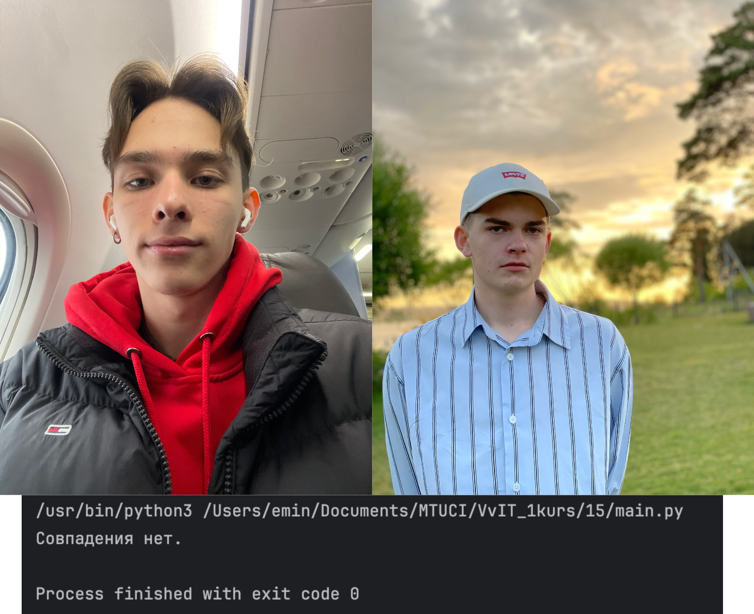 LEVI'S
/usr/bin/python3 /Users/emin/Documents/MTUCI/VvIT_1kurs/15/main.py
Совпадения нет.
Process finished with exit code 0